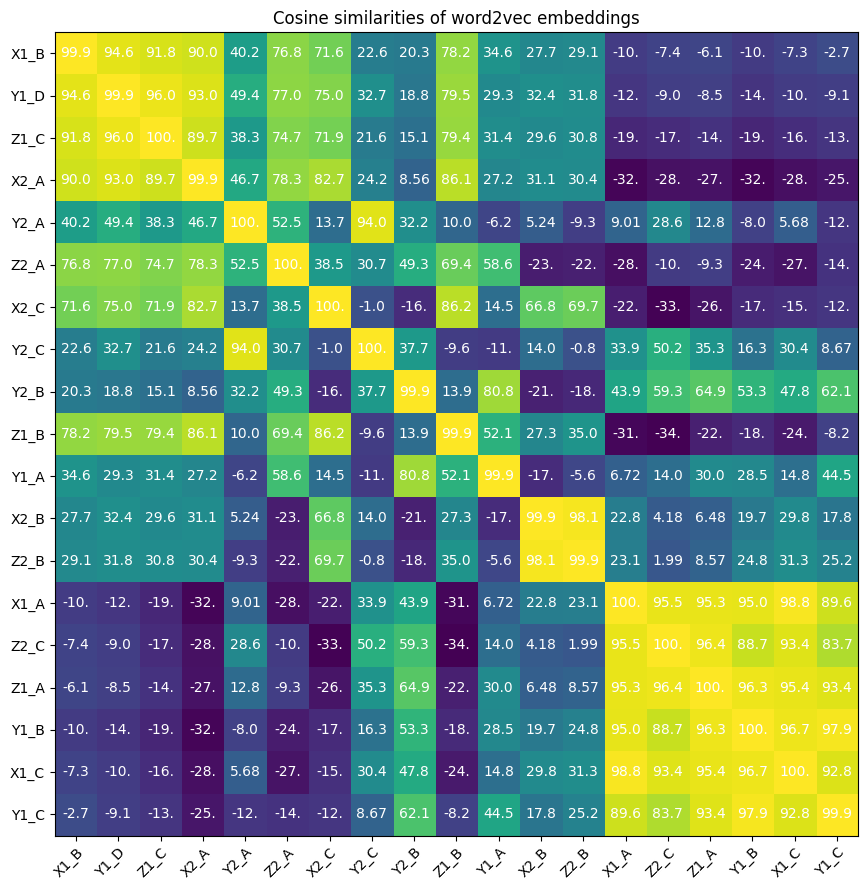 Cosine similarities of word2vec embeddings
X1_B 99.9 94.6 91.8 90.0 40.2 76.8 71.6 22.6 20.3 78.2 34.6 27.7 29.1 -10. -7.4 -6.1 -10. -7.3 -2.7
Y1_D 94.6 99.9 96.0 93.0 49.4 77.0 75.0 32.7 18.8 79.5 29.3 32.4 31.8 -12. -9.0 -8.5 -14. -10. -9.1
Z1_C 91.8 96.0 100. 89.7 38.3 74.7 71.9 21.6 15.1 79.4 31.4 29.6 30.8 -19. -17. -14. -19. -16. -13.
X2_A 90.0 93.0 89.7 99.9 46.7 78.3 82.7 24.2 8.56 86.1 27.2 31.1 30.4 -32. -28. -27. -32. -28. -25.
Y2_A 40.2 49.4 38.3 46.7 100. 52.5 13.7 94.0 32.2 10.0 -6.2 5.24 -9.3 9.01 28.6 12.8 -8.0 5.68 -12.
Z2_A 76.8 77.0 74.7 78.3 52.5 100. 38.5 30.7 49.3 69.4 58.6 -23. -22. -28. -10. -9.3 -24. -27. -14.
X2_C 71.6 75.0 71.9 82.7 13.7 38.5 100. -1.0 -16. 86.2 14.5 66.8 69.7 -22. -33. -26. -17. -15. -12.
Y2_C 22.6 32.7 21.6 24.2 94.0 30.7 -1.0 100. 37.7 -9.6 -11. 14.0 -0.8 33.9 50.2 35.3 16.3 30.4 8.67
Y2_B 20.3 18.8 15.1 8.56 32.2 49.3 -16. 37.7 99.9 13.9 80.8 -21. -18. 43.9 59.3 64.9 53.3 47.8 62.1
Z1_B 78.2 79.5 79.4 86.1 10.0 69.4 86.2 -9.6 13.9 99.9 52.1 27.3 35.0 -31. -34. -22. -18. -24. -8.2
Y1_A 34.6 29.3 31.4 27.2 -6.2 58.6 14.5 -11. 80.8 52.1 99.9 -17. -5.6 6.72 14.0 30.0 28.5 14.8 44.5
X2_B 27.7 32.4 29.6 31.1 5.24 -23. 66.8 14.0 -21. 27.3 -17. 99.9 98.1 22.8 4.18 6.48 19.7 29.8 17.8
Z2_B 29.1 31.8 30.8 30.4 -9.3 -22. 69.7 -0.8 -18. 35.0 -5.6 98.1 99.9 23.1 1.99 8.57 24.8 31.3 25.2
X1_A -10. -12. -19. -32. 9.01 -28. -22. 33.9 43.9 -31. 6.72 22.8 23.1 100. 95.5 95.3 95.0 98.8 89.6
Z2_C -7.4 -9.0 -17. -28. 28.6 -10. -33. 50.2 59.3 -34. 14.0 4.18 1.99 95.5 100. 96.4 88.7 93.4 83.7
Z1_A -6.1 -8.5 -14. -27. 12.8 -9.3 -26. 35.3 64.9 -22. 30.0 6.48 8.57 95.3 96.4 100. 96.3 95.4 93.4
Y1_B -10. -14. -19. -32. -8.0 -24. -17. 16.3 53.3 -18. 28.5 19.7 24.8 95.0 88.7 96.3 100. 96.7 97.9
X1_C -7.3 -10. -16. -28. 5.68 -27. -15. 30.4 47.8 -24. 14.8 29.8 31.3 98.8 93.4 95.4 96.7 100. 92.8
Y1_C -2.7 -9.1 -13. -25. -12. -14. -12. 8.67 62.1 -8.2 44.5 17.8 25.2 89.6 83.7 93.4 97.9 92.8 99.9
X1_B Y1_D Z1_C X2_A Y2_A Z2_A X2_C Y2_C Y2_B Z1_B Y1_A X2_B Z2_B X1_A Z2_C Z1_A Y1_B X1_C Y1_C